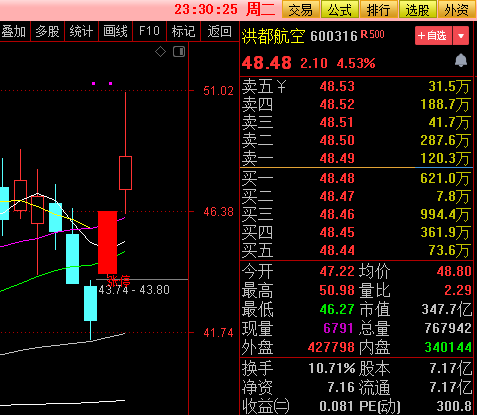 23:30:25 周二 交易 公式 排行 选股 外资
叠加 多股 统计 画线 F10 标记 返回
洪都航空 600316 R500 +自选
48.48 2.10 4.53%
51.02
46.38
41.74
涨停
43.74 - 43.80
卖五 ¥ 48.53 31.5万
卖四 48.52 188.7万
卖三 48.51 41.7万
卖二 48.50 287.6万
卖一 48.49 120.3万
买一 48.48 621.0万
买二 48.47 7.8万
买三 48.46 994.4万
买四 48.45 361.9万
买五 48.44 73.6万
今开 47.22 均价 48.80
最高 50.98 量比 2.29
最低 46.27 市值 347.7亿
现量 6791 总量 767942
外盘 427798 内盘 340144
换手 10.71% 股本 7.17亿
净资 7.16 流通 7.17亿
收益㈠ 0.081 PE(动) 300.8